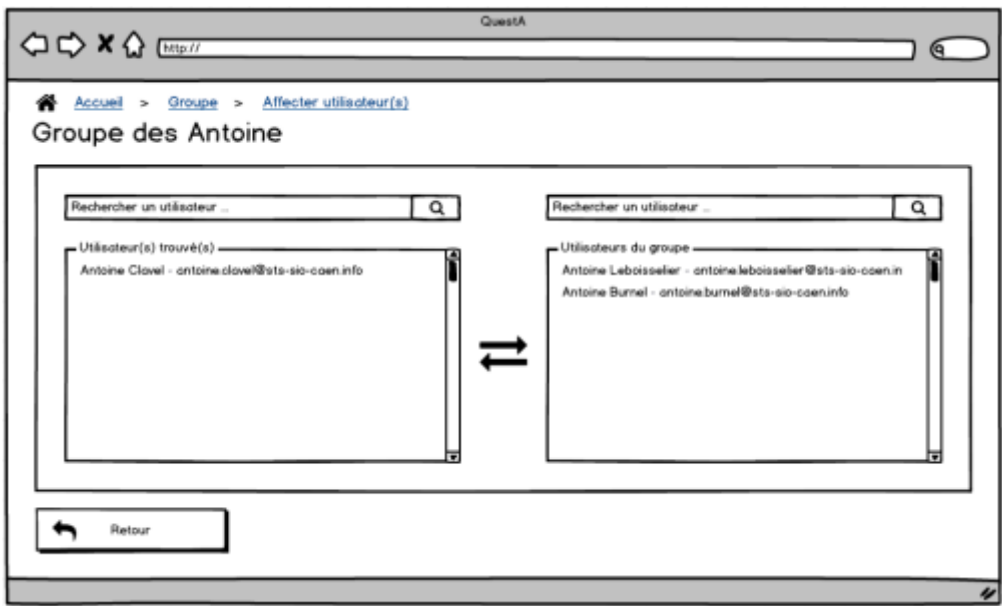 QuestA
http://
Accueil > Groupe > Affecter utilisateur(s)
Groupe des Antoine
Rechercher un utilisateur ...
Rechercher un utilisateur ...
Utilisateur(s) trouvé(s)
Antoine Clavel - antoine.clavel@sts-sio-caen.info
Utilisteurs du groupe
Antoine Leboisselier - antoine.leboisselier@sts-sio-caen.in
Antoine Burnel - antoine.burnel@sts-sio-caen.info
Retour